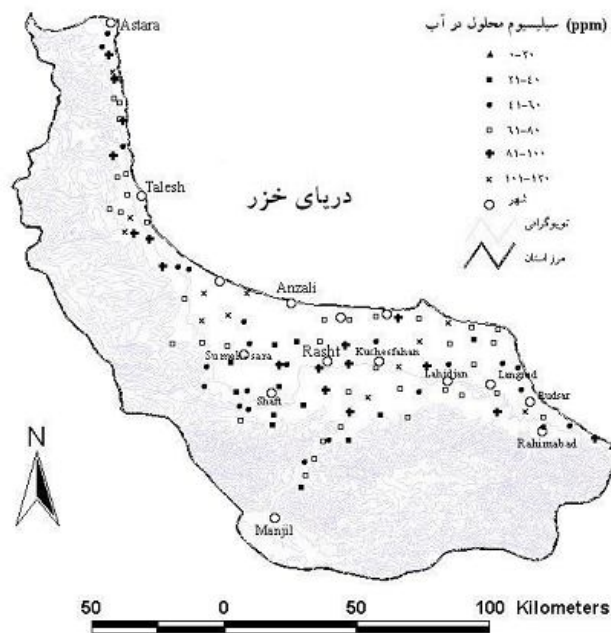 سیلیسیوم محلول در آب (ppm)
۰-۲۰
۲۱-۴۰
۴۱-۶۰
۶۱-۸۰
۸۱-۱۰۰
۱۰۱-۱۲۰
شهر
توپوگرافی
مرز استان
دریای خزر
Astara
Talesh
Anzali
Sumehsara
Rasht
Kuchesfahan
Lahidjan
Langrud
Rudsar
Shaft
Rahimabad
Manjil
N
50 0 50 100 Kilometers